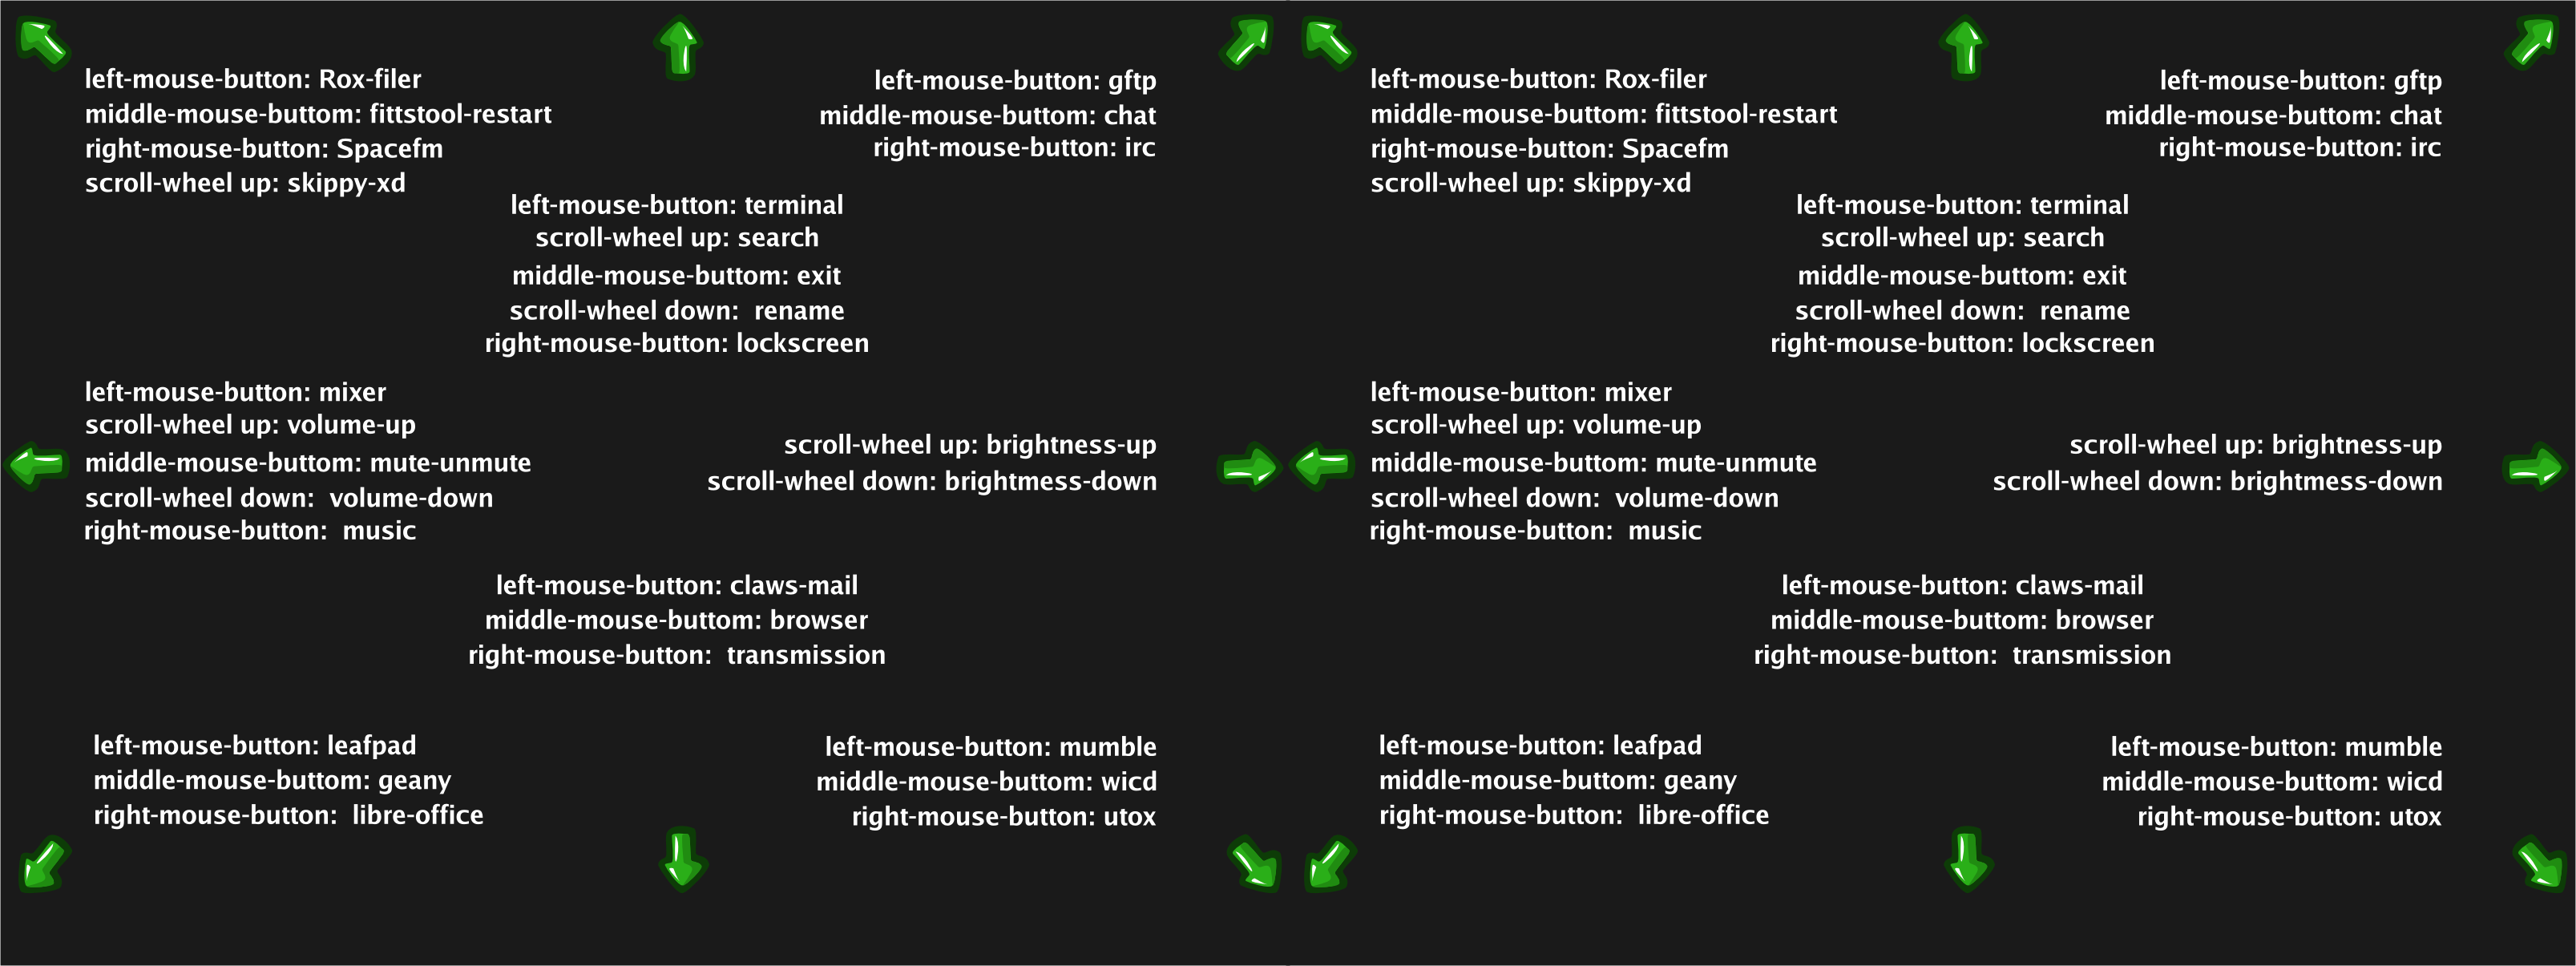 left-mouse-button: Rox-filer
middle-mouse-buttom: fittstool-restart
right-mouse-button: Spacefm
scroll-wheel up: skippy-xd
left-mouse-button: gftp
middle-mouse-buttom: chat
right-mouse-button: irc
left-mouse-button: terminal
scroll-wheel up: search
middle-mouse-buttom: exit
scroll-wheel down:  rename
right-mouse-button: lockscreen
left-mouse-button: mixer
scroll-wheel up: volume-up
middle-mouse-buttom: mute-unmute
scroll-wheel down:  volume-down
right-mouse-button:  music
scroll-wheel up: brightness-up
scroll-wheel down: brightmess-down
left-mouse-button: claws-mail
middle-mouse-buttom: browser
right-mouse-button:  transmission
left-mouse-button: leafpad
middle-mouse-buttom: geany
right-mouse-button:  libre-office
left-mouse-button: mumble
middle-mouse-buttom: wicd
right-mouse-button: utox
left-mouse-button: Rox-filer
middle-mouse-buttom: fittstool-restart
right-mouse-button: Spacefm
scroll-wheel up: skippy-xd
left-mouse-button: gftp
middle-mouse-buttom: chat
right-mouse-button: irc
left-mouse-button: terminal
scroll-wheel up: search
middle-mouse-buttom: exit
scroll-wheel down:  rename
right-mouse-button: lockscreen
left-mouse-button: mixer
scroll-wheel up: volume-up
middle-mouse-buttom: mute-unmute
scroll-wheel down:  volume-down
right-mouse-button:  music
scroll-wheel up: brightness-up
scroll-wheel down: brightmess-down
left-mouse-button: claws-mail
middle-mouse-buttom: browser
right-mouse-button:  transmission
left-mouse-button: leafpad
middle-mouse-buttom: geany
right-mouse-button:  libre-office
left-mouse-button: mumble
middle-mouse-buttom: wicd
right-mouse-button: utox